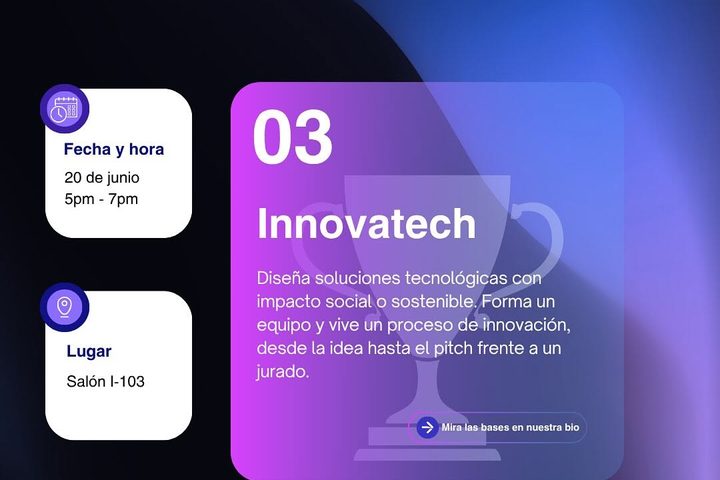 Fecha y hora
20 de junio
5pm - 7pm
Lugar
Salón I-103
03
Innovatech
Diseña soluciones tecnológicas con
impacto social o sostenible. Forma un
equipo y vive un proceso de innovación,
desde la idea hasta el pitch frente a un
jurado.
Mira las bases en nuestra bio